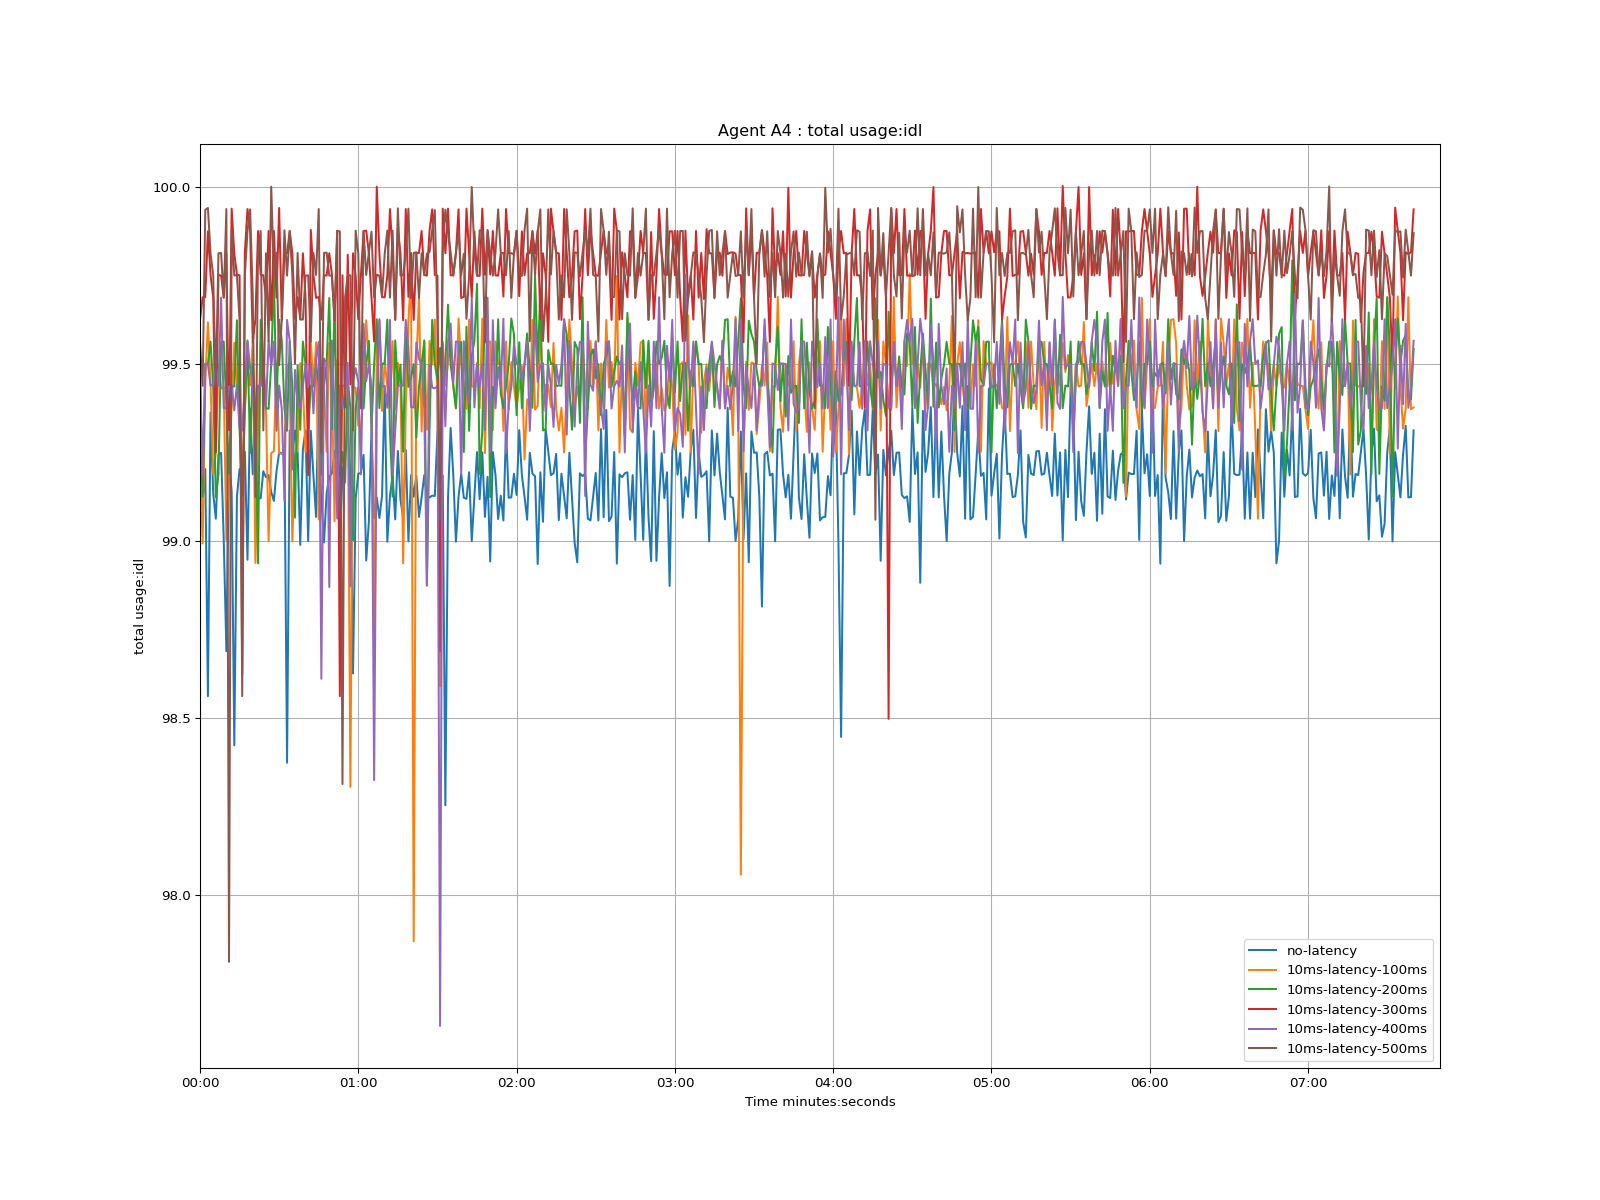 Agent A4 : total usage:idl
100.0
99.5
99.0
98.5
98.0
total usage:idl
00:00 01:00 02:00 03:00 04:00 05:00 06:00 07:00
Time minutes:seconds
no-latency
10ms-latency-100ms
10ms-latency-200ms
10ms-latency-300ms
10ms-latency-400ms
10ms-latency-500ms